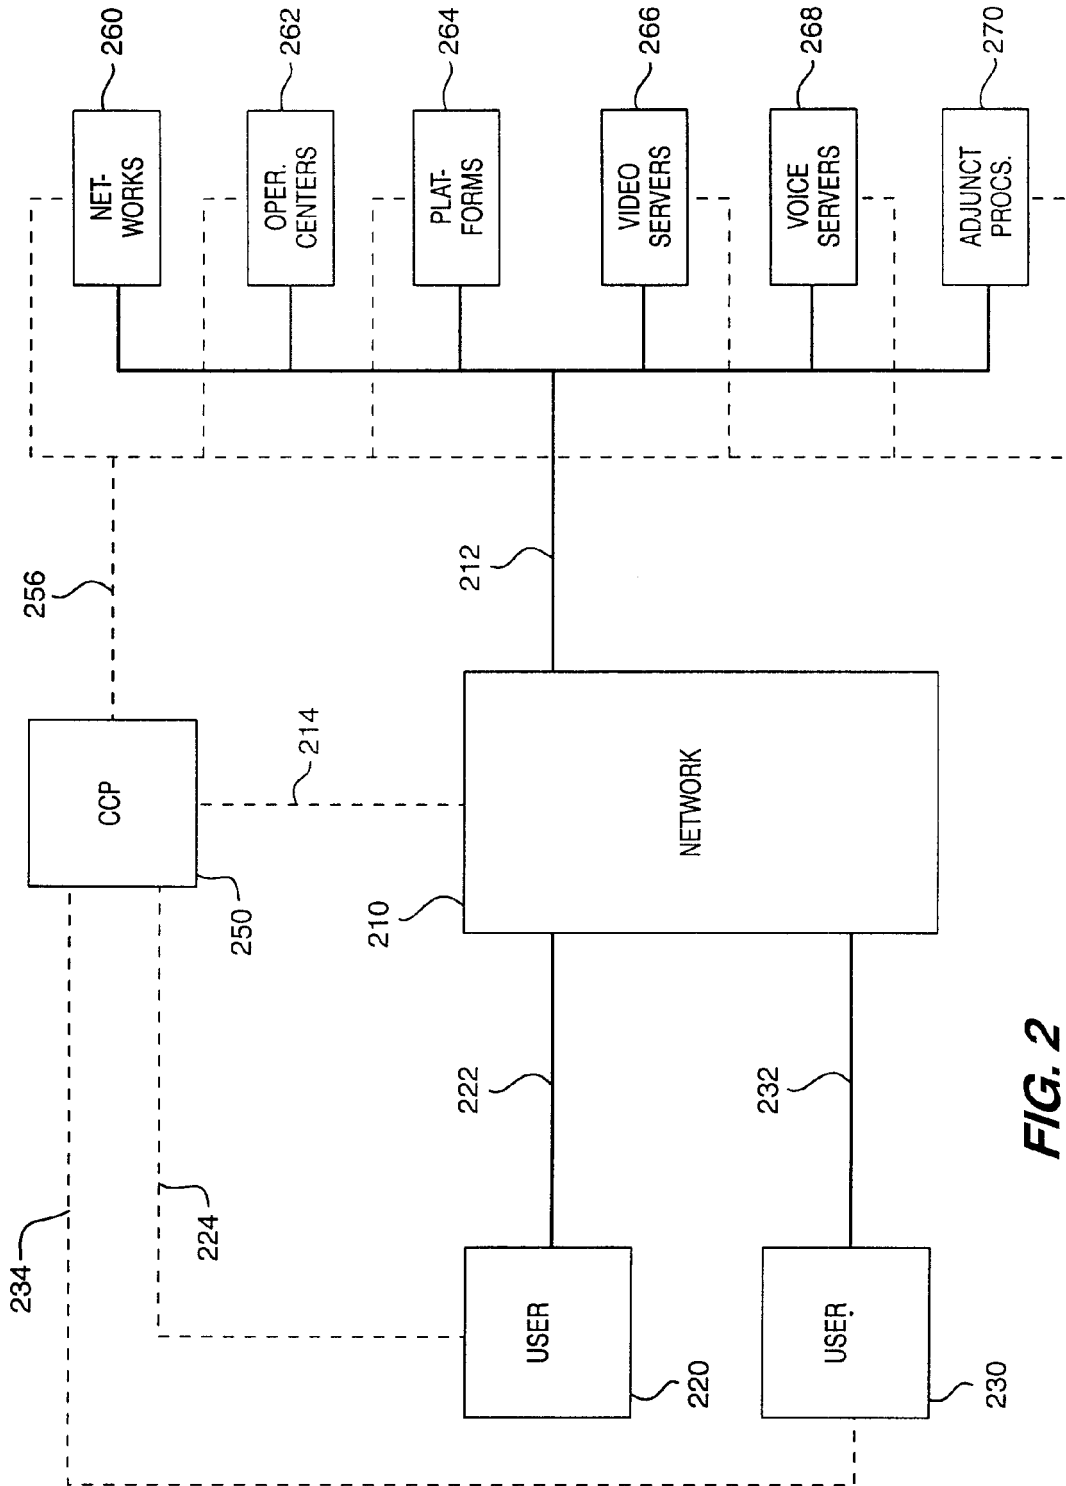 234
224
CCP
250
256
214
USER
220
222
210
NETWORK
212
USER
230
232
NET-
WORKS
260
OPER.
CENTERS
262
PLAT-
FORMS
264
VIDEO
SERVERS
266
VOICE
SERVERS
268
ADJUNCT
PROCS.
270
FIG. 2